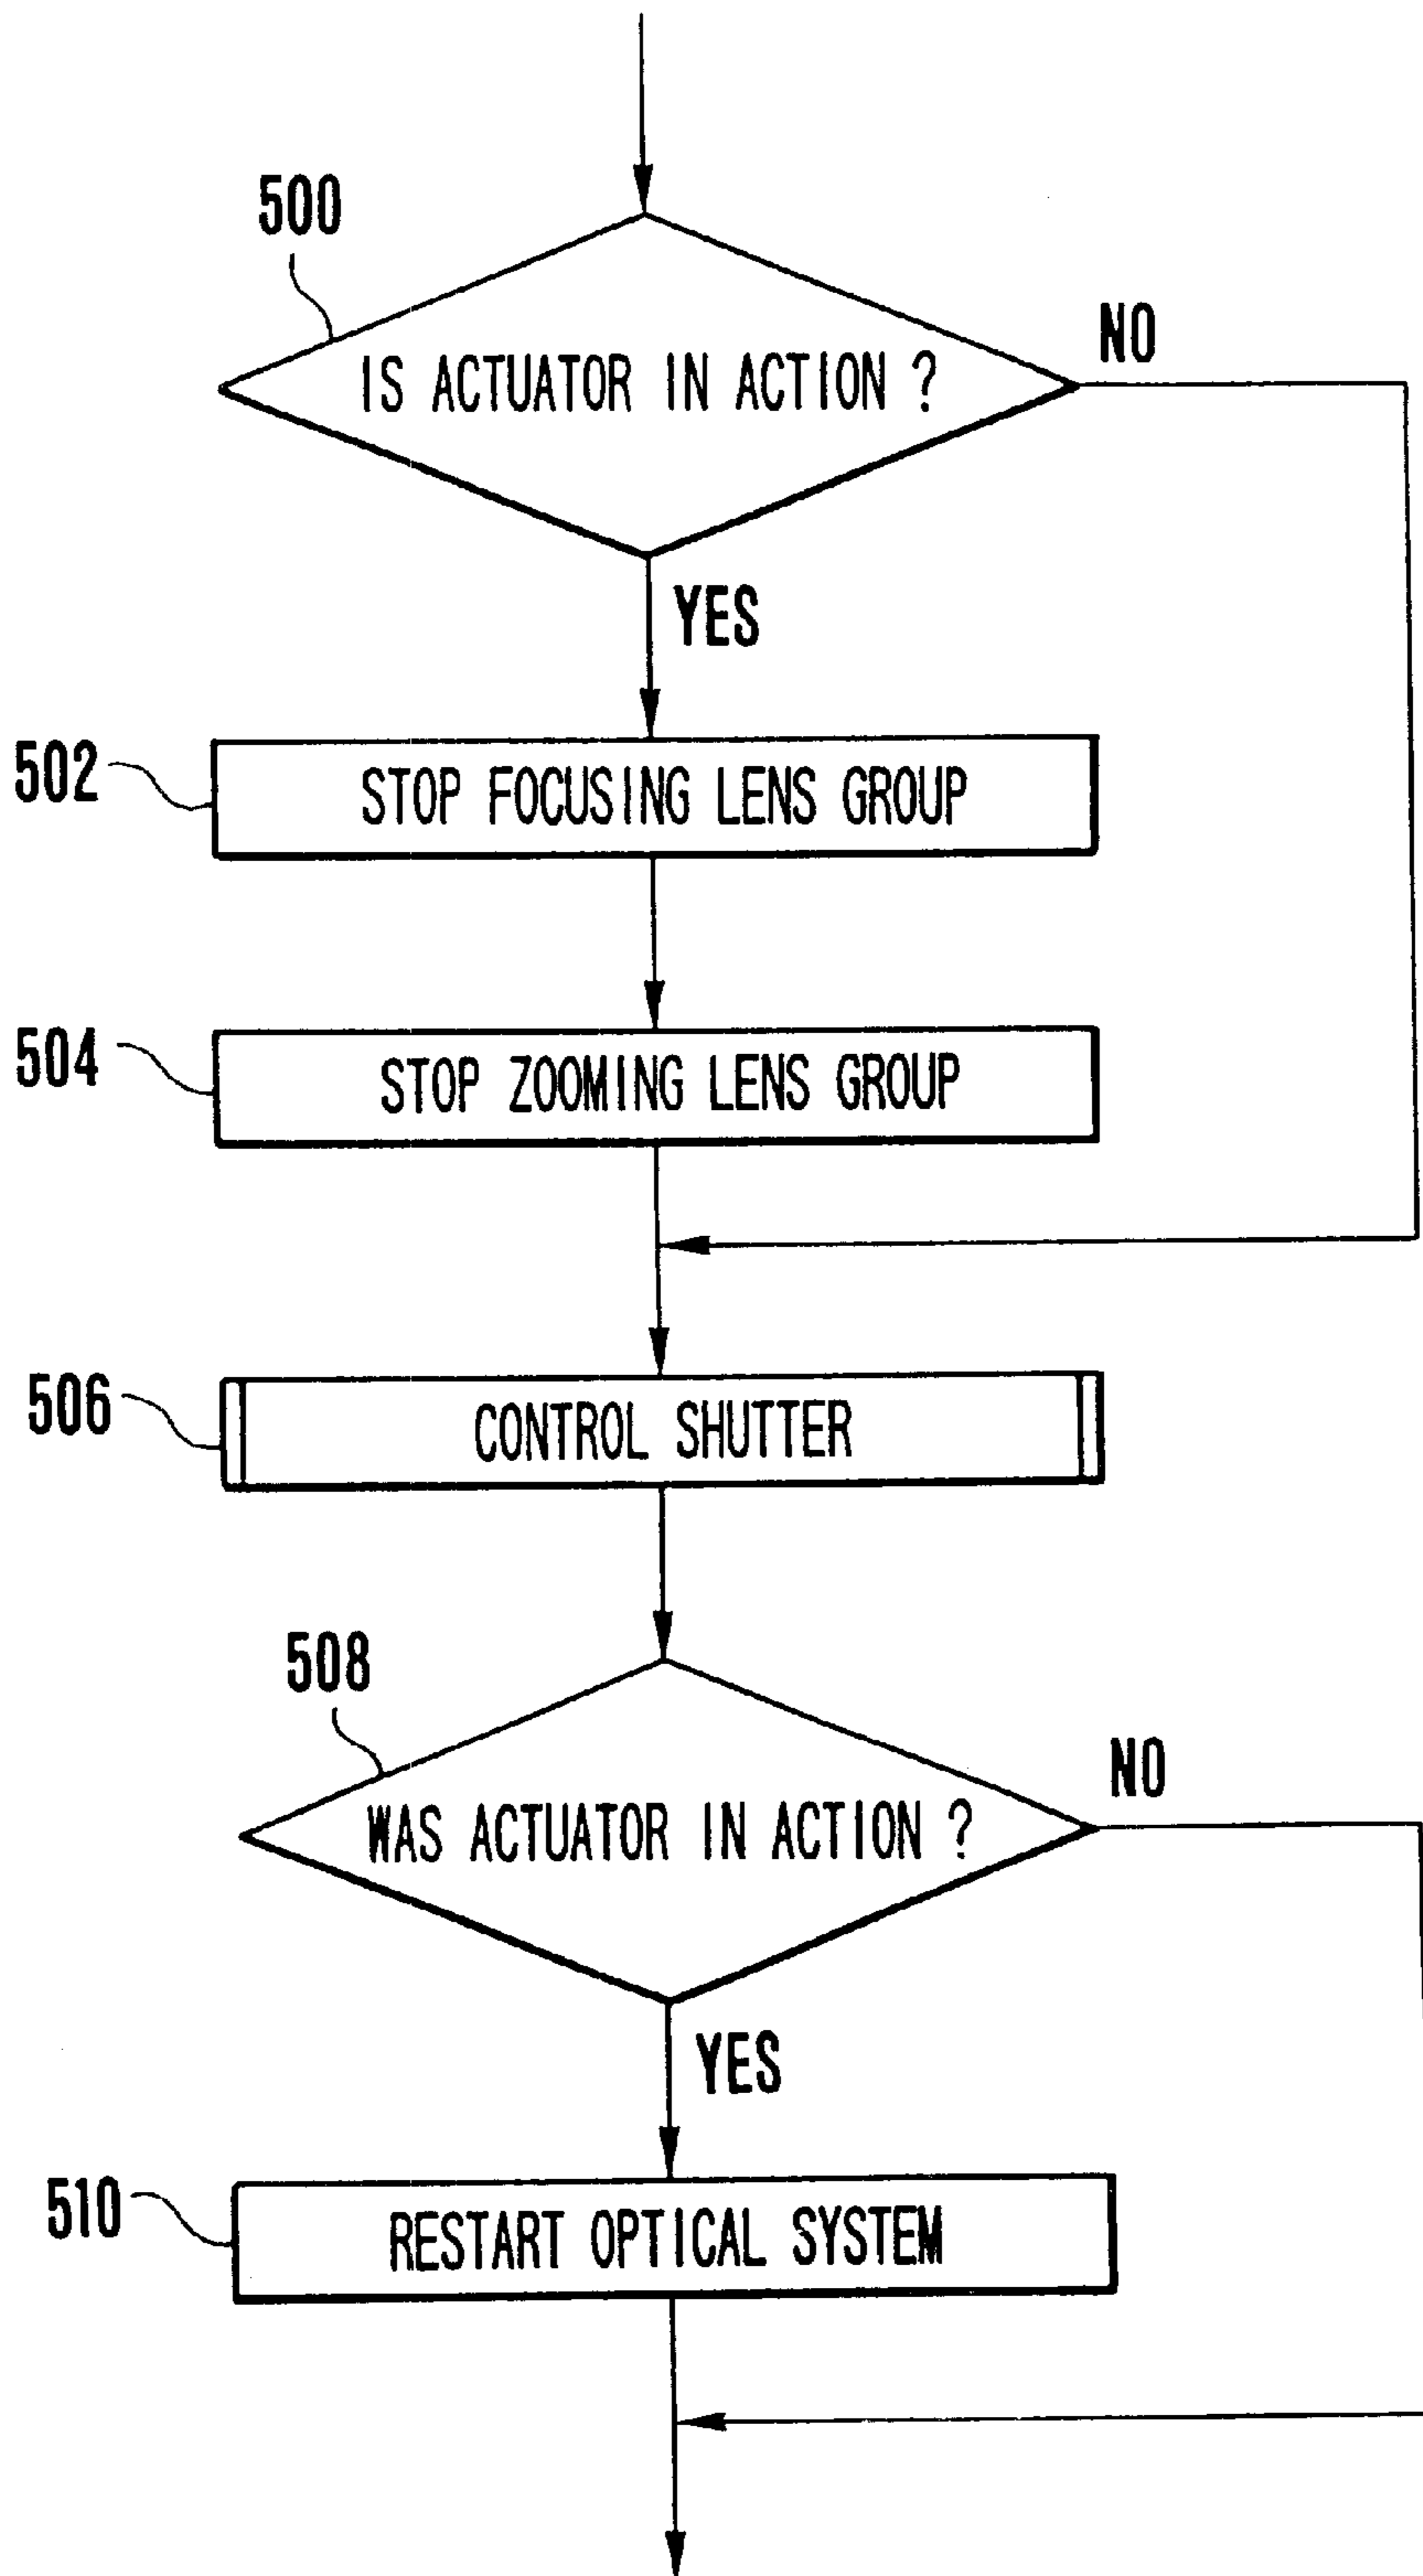 500
NO
IS ACTUATOR IN ACTION ?
YES
502
STOP FOCUSING LENS GROUP
504
STOP ZOOMING LENS GROUP
506
CONTROL SHUTTER
508
NO
WAS ACTUATOR IN ACTION ?
YES
510
RESTART OPTICAL SYSTEM